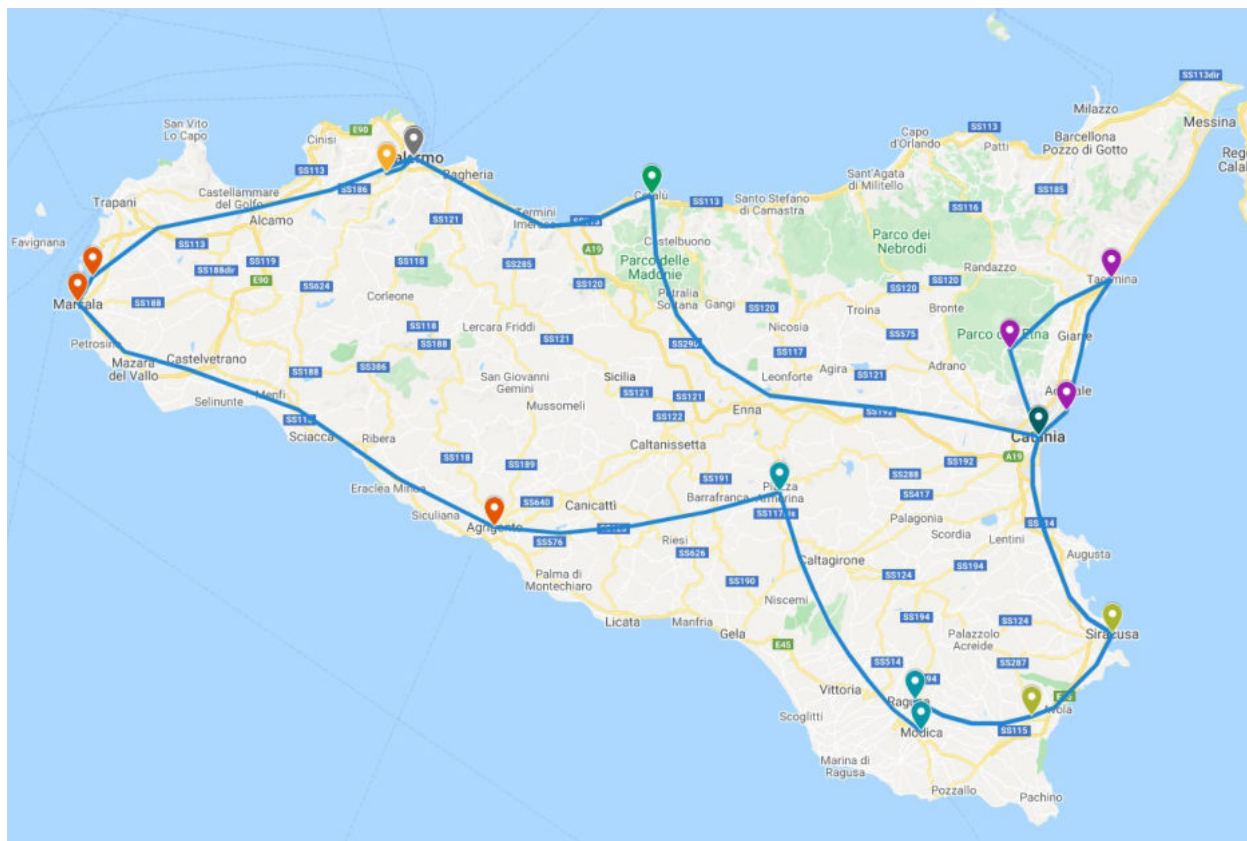 SS113dir
Milazzo
Messina
Barcellona
Pozzo di Gotto
Reg
Calab
San Vito
Lo Capo
Cinisi
E90
SS113
Bagheria
Capo
d'Orlando
SS113
Patti
Castellammare
del Golfo
SS186
Trapani
Alcamo
SS121
Termini
Imerese
SS113
Cefalù
SS113
Santo Stefano
di Camastra
Sant'Agata
di Militello
SS185
SS116
Favignana
SS113
SS119
SS188dir
E90
SS118
SS285
A19
Castelbuono
Parco delle
Madonie
Parco dei
Nebrodi
Randazzo
Taormina
Marsala
SS188
SS624
Corleone
SS120
Petralia
Sottana
Gangi
SS120
SS120
SS120
Troina
Bronte
Petrosino
SS118
SS188
Lercara Friddi
SS121
SS290
Nicosia
SS575
Parco dell'Etna
Giarre
Mazara
del Vallo
Castelvetrano
SS188
SS386
San Giovanni
Gemini
Sicilia
SS117
Leonforte
Agira
SS121
Adrano
Selinunte
Menfi
Mussomeli
SS121
SS121
SS122
Enna
SS192
Catania
Sciacca
Ribera
SS118
SS189
Caltanissetta
SS192
A19
SS288
SS191
Piazza
Armerina
Barrafranca
SS417
Eraclea Minoa
Siculiana
SS640
Canicattì
Agrigento
SS576
Riesi
SS626
Palagonia
Scordia
Lentini
Augusta
Palma di
Montechiaro
SS190
Caltagirone
SS124
SS194
Niscemi
Licata
Manfria
Gela
E45
SS194
Palazzolo
Acreide
SS124
Siracusa
SS514
SS287
Vittoria
Ragusa
Avola
Scoglitti
Modica
SS115
Marina di
Ragusa
Pozzallo
Pachino